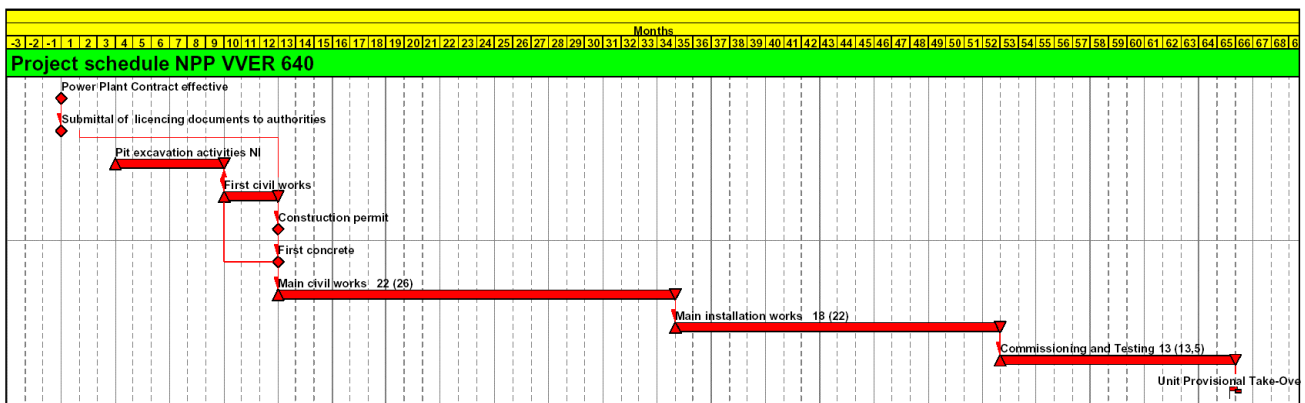 Months
-3 -2 -1 1 2 3 4 5 6 7 8 9 10 11 12 13 14 15 16 17 18 19 20 21 22 23 24 25 26 27 28 29 30 31 32 33 34 35 36 37 38 39 40 41 42 43 44 45 46 47 48 49 50 51 52 53 54 55 56 57 58 59 60 61 62 63 64 65 66 67 68 6
Project schedule NPP VVER 640
Power Plant Contract effective
Submittal of licencing documents to authorities
Pit excavation activities NI
First civil works
Construction permit
First concrete
Main civil works 22 (26)
Main installation works 18 (22)
Commissioning and Testing 13 (13,5)
Unit Provisional Take-Ove